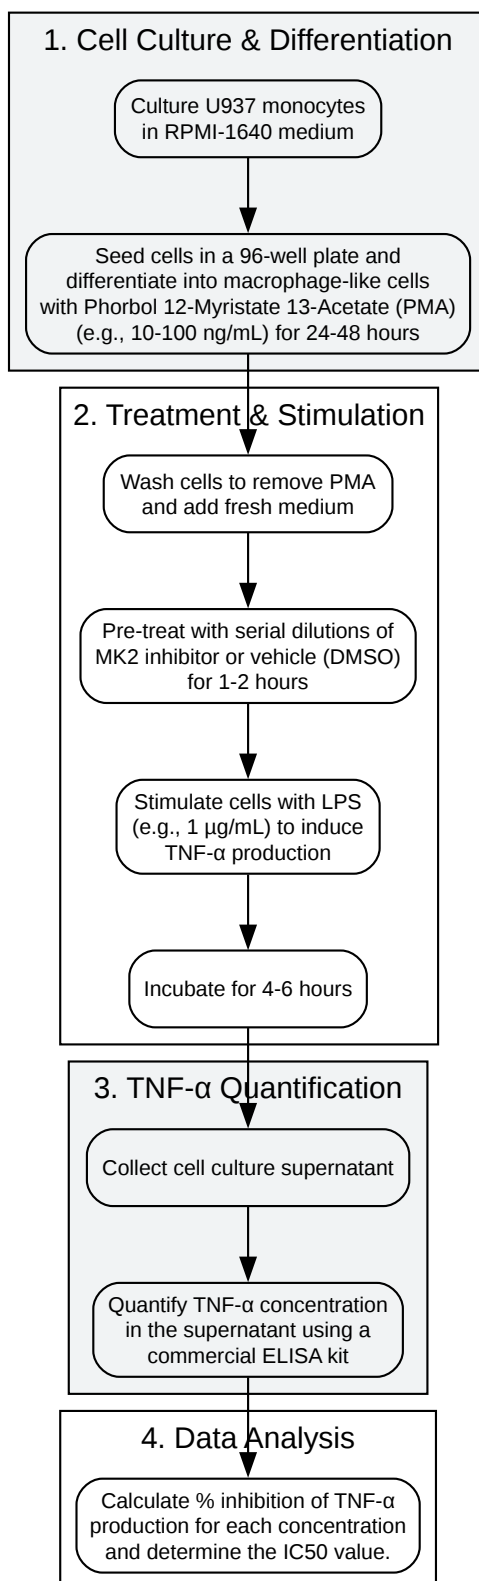 1. Cell Culture & Differentiation
Culture U937 monocytes
in RPMI-1640 medium
Seed cells in a 96-well plate and
differentiate into macrophage-like cells
with Phorbol 12-Myristate 13-Acetate (PMA)
(e.g., 10-100 ng/mL) for 24-48 hours
2. Treatment & Stimulation
Wash cells to remove PMA
and add fresh medium
Pre-treat with serial dilutions of
MK2 inhibitor or vehicle (DMSO)
for 1-2 hours
Stimulate cells with LPS
(e.g., 1 µg/mL) to induce
TNF-α production
Incubate for 4-6 hours
3. TNF-α Quantification
Collect cell culture supernatant
Quantify TNF-α concentration
in the supernatant using a
commercial ELISA kit
4. Data Analysis
Calculate % inhibition of TNF-α
production for each concentration
and determine the IC50 value.